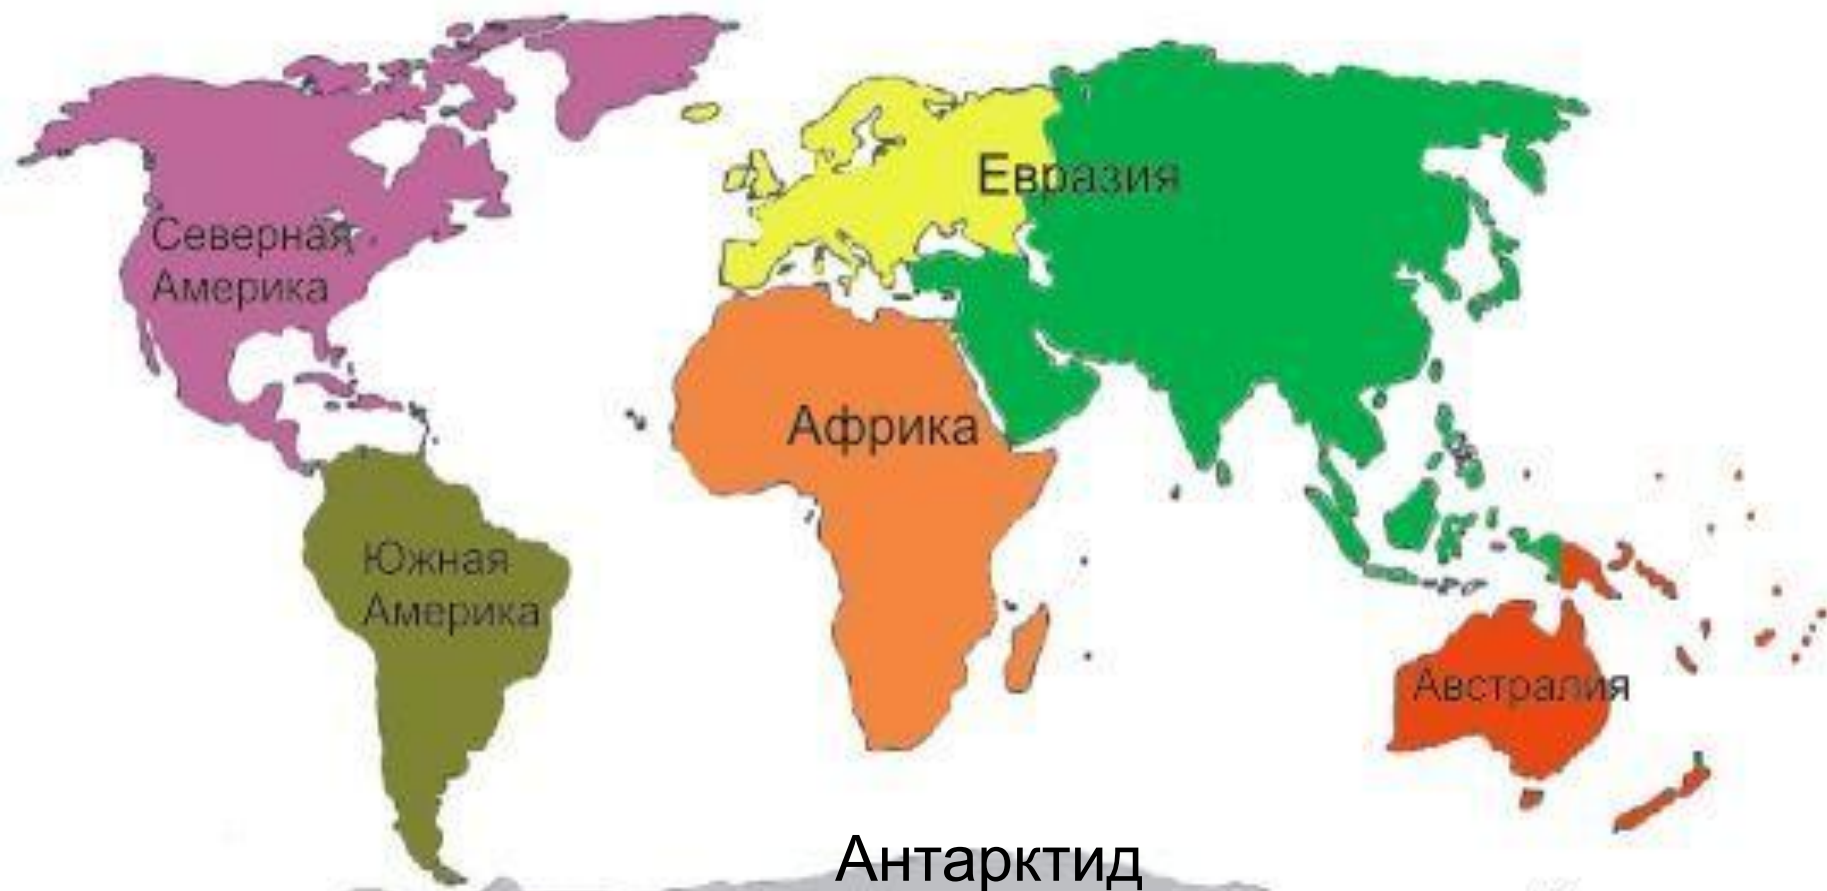 Евразия
Северная
Америка
Африка
Южная
Америка
Австралия
Антарктид